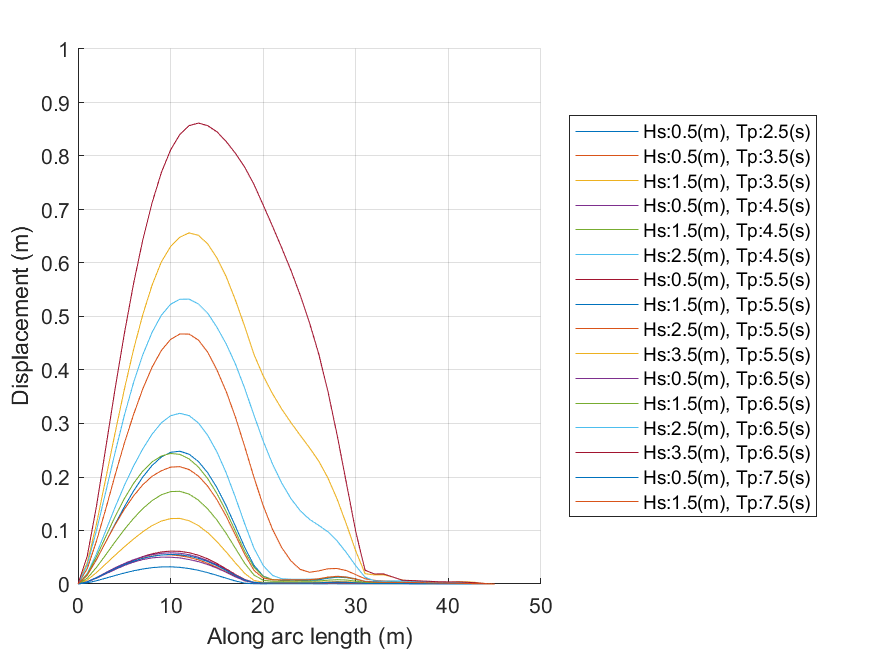 1
0.9
0.8
0.7
0.6
0.5
0.4
0.3
0.2
0.1
0
0 10 20 30 40 50
Displacement (m)
Along arc length (m)
Hs:0.5(m), Tp:2.5(s)
Hs:0.5(m), Tp:3.5(s)
Hs:1.5(m), Tp:3.5(s)
Hs:0.5(m), Tp:4.5(s)
Hs:1.5(m), Tp:4.5(s)
Hs:2.5(m), Tp:4.5(s)
Hs:0.5(m), Tp:5.5(s)
Hs:1.5(m), Tp:5.5(s)
Hs:2.5(m), Tp:5.5(s)
Hs:3.5(m), Tp:5.5(s)
Hs:0.5(m), Tp:6.5(s)
Hs:1.5(m), Tp:6.5(s)
Hs:2.5(m), Tp:6.5(s)
Hs:3.5(m), Tp:6.5(s)
Hs:0.5(m), Tp:7.5(s)
Hs:1.5(m), Tp:7.5(s)